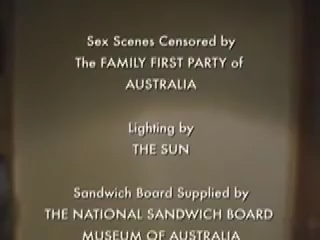 Sex Scenes Censored by
The FAMILY FIRST PARTY of
AUSTRALIA
Lighting by
THE SUN
Sandwich Board Supplied by
THE NATIONAL SANDWICH BOARD
MUSEUM OF AUSTRALIA